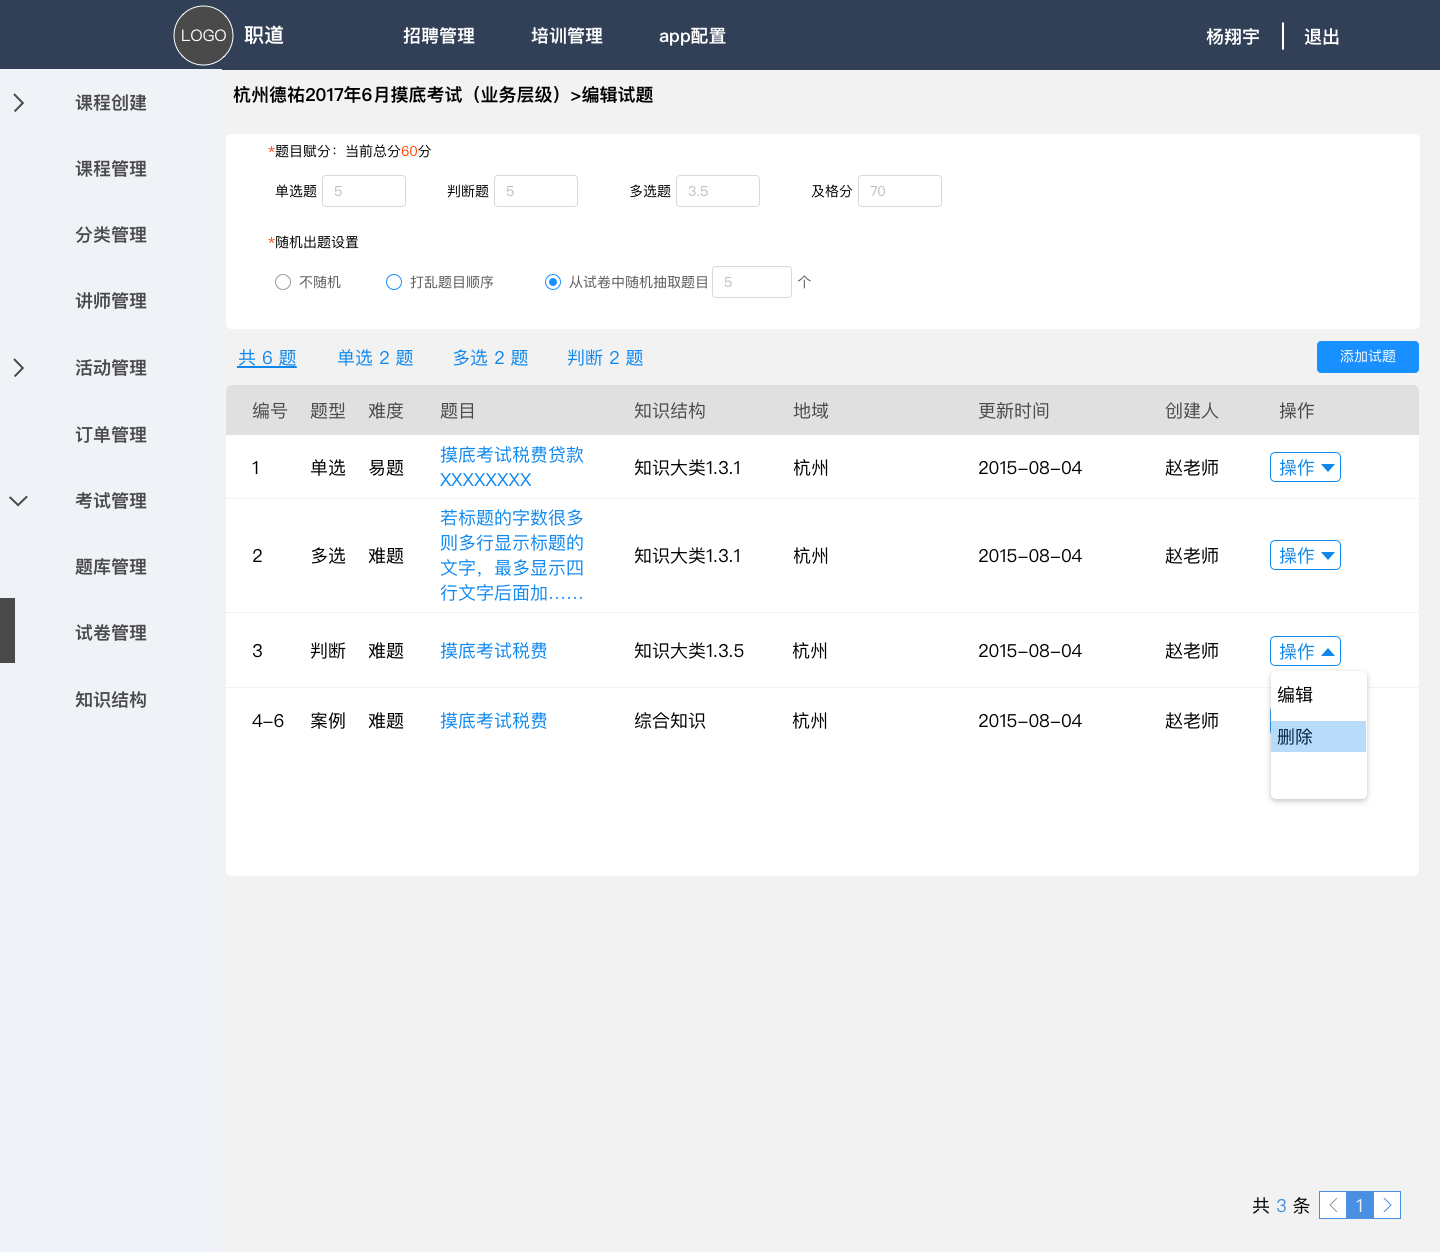 LOGO 职道 招聘管理 培训管理 app配置 杨翔宇 退出
课程创建
课程管理
分类管理
讲师管理
活动管理
订单管理
考试管理
题库管理
试卷管理
知识结构
杭州德祐2017年6月摸底考试（业务层级）>编辑试题
*题目赋分：当前总分60分
单选题 5 判断题 5 多选题 3.5 及格分 70
*随机出题设置
不随机 打乱题目顺序 从试卷中随机抽取题目 5 个
共 6 题 单选 2 题 多选 2 题 判断 2 题 添加试题
编号 题型 难度 题目 知识结构 地域 更新时间 创建人 操作
1 单选 易题 摸底考试税费贷款 知识大类1.3.1 杭州 2015-08-04 赵老师 操作
XXXXXXXX
若标题的字数很多
则多行显示标题的
2 多选 难题 文字，最多显示四 知识大类1.3.1 杭州 2015-08-04 赵老师 操作
行文字后面加……
3 判断 难题 摸底考试税费 知识大类1.3.5 杭州 2015-08-04 赵老师 操作
编辑
4-6 案例 难题 摸底考试税费 综合知识 杭州 2015-08-04 赵老师
删除
共 3 条 1